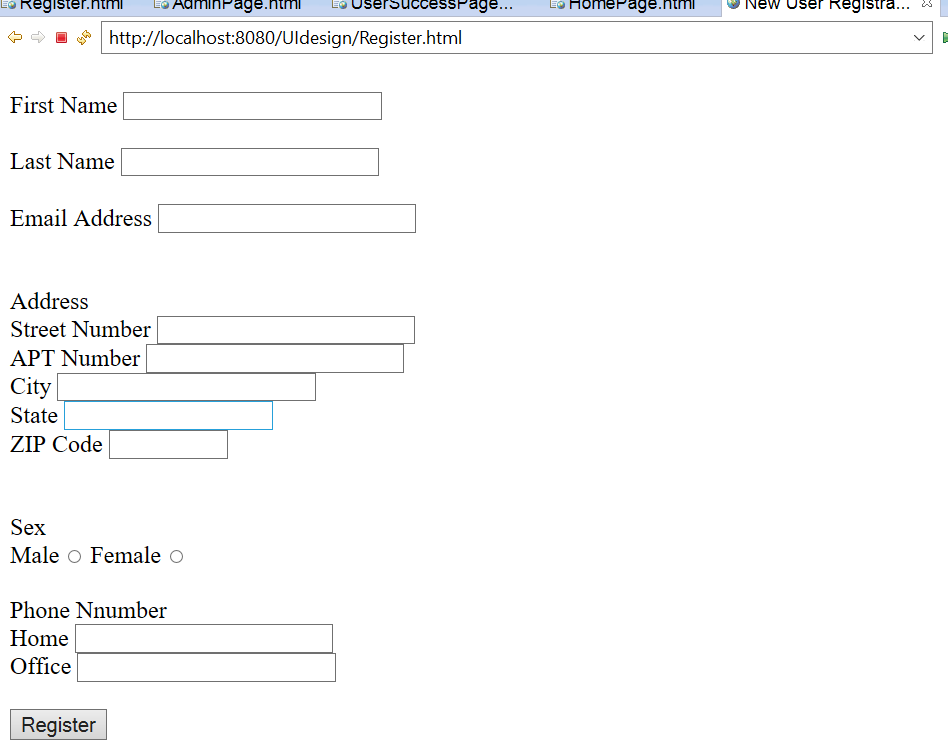 Register.html AdminPage.html UserSuccessPage... HomePage.html New User Registra...
http://localhost:8080/UIdesign/Register.html
First Name
Last Name
Email Address
Address
Street Number
APT Number
City
State
ZIP Code
Sex
Male Female
Phone Nnumber
Home
Office
Register